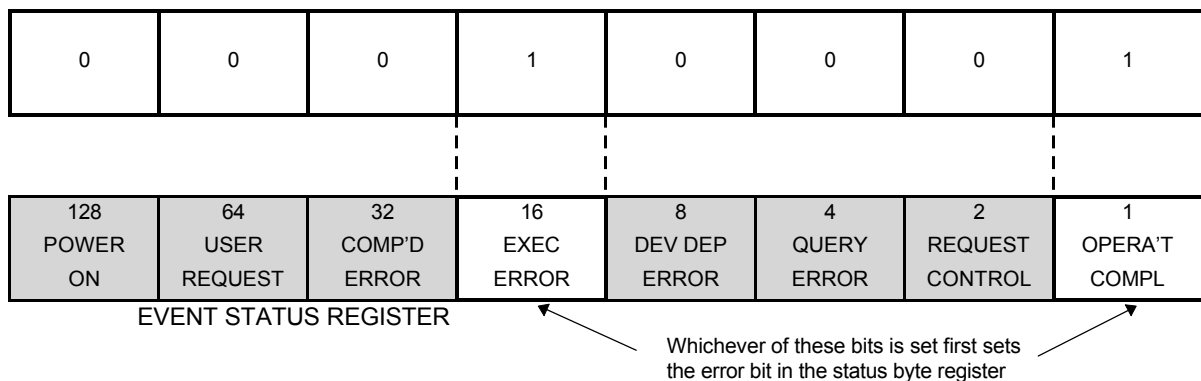 0 0 0 1 0 0 0 1
128 64 32 16 8 4 2 1
POWER USER COMP'D EXEC DEV DEP QUERY REQUEST OPERA'T
ON REQUEST ERROR ERROR ERROR ERROR CONTROL COMPL
EVENT STATUS REGISTER
Whichever of these bits is set first sets
the error bit in the status byte register